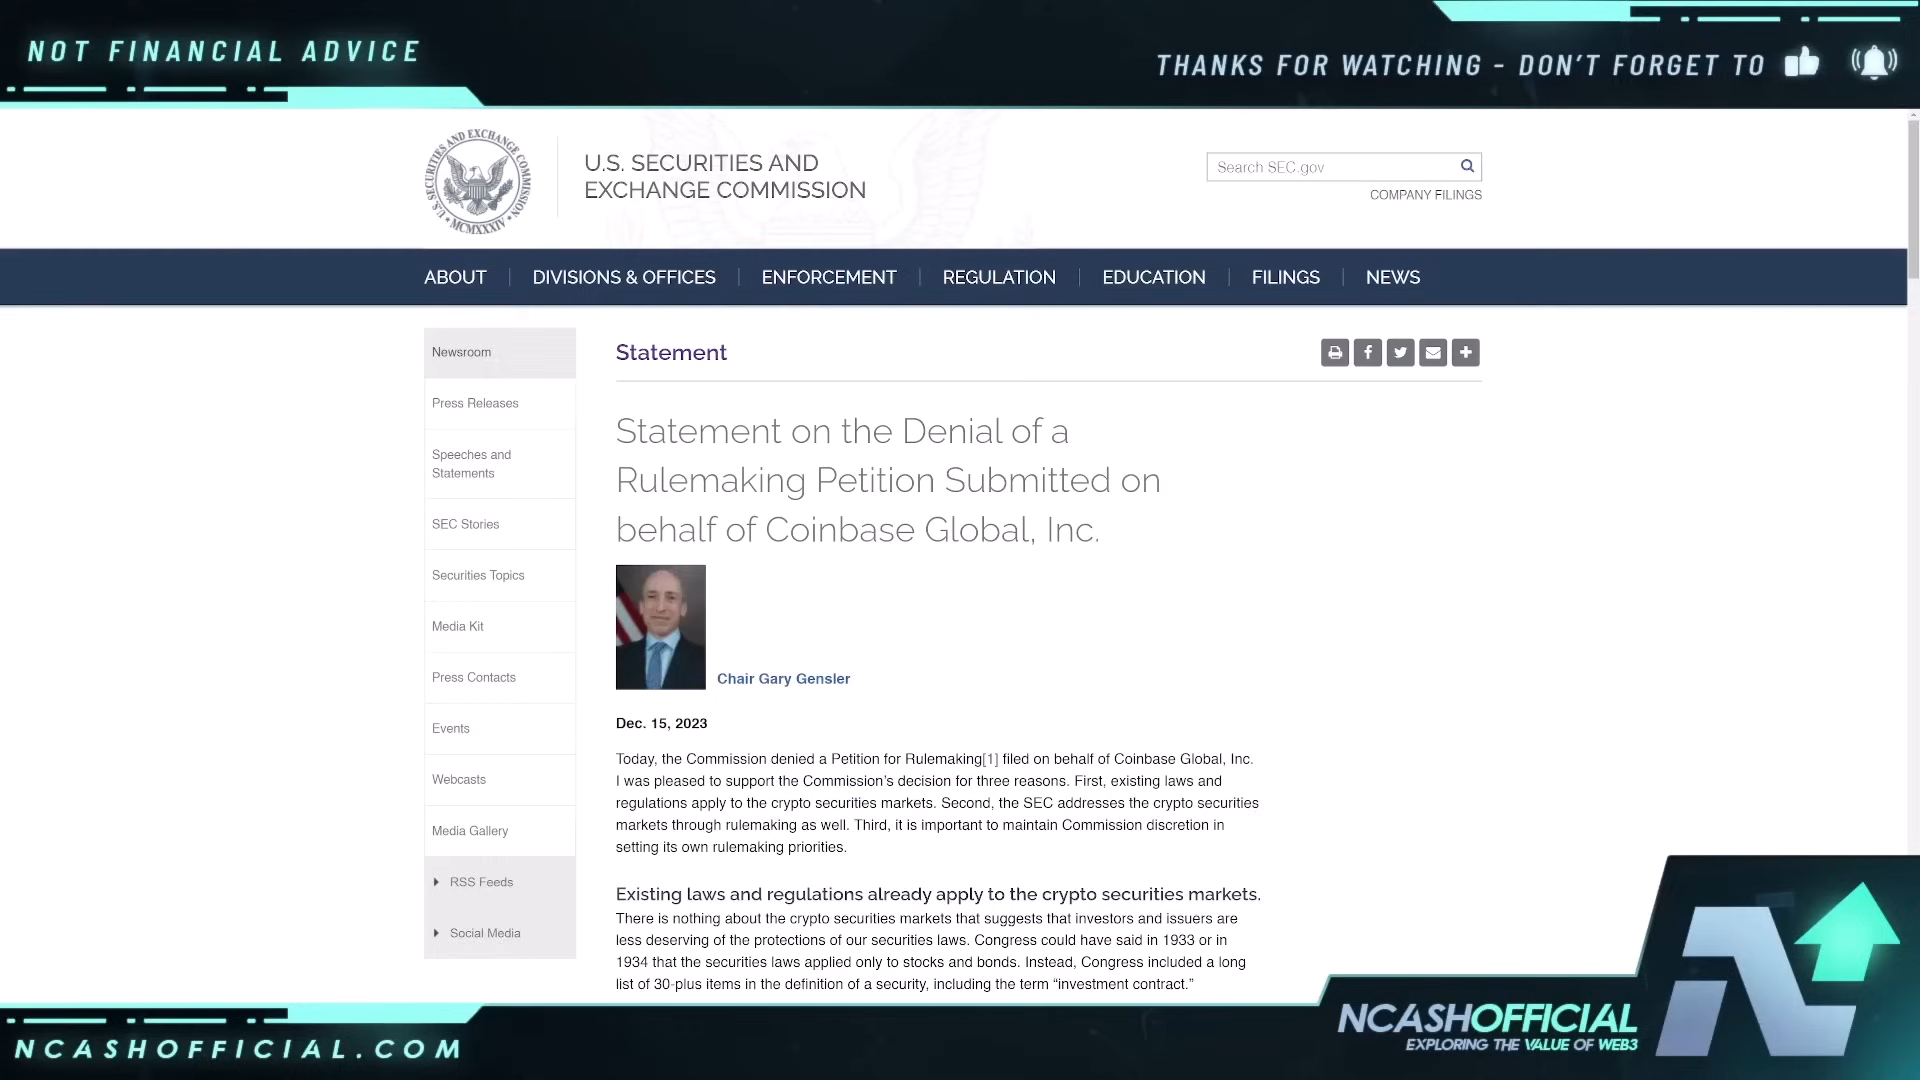 NOT FINANCIAL ADVICE
THANKS FOR WATCHING - DON'T FORGET TO
U.S. SECURITIES AND EXCHANGE COMMISSION
MCMXXXIV
U.S. SECURITIES AND
EXCHANGE COMMISSION
Search SEC.gov
COMPANY FILINGS
ABOUT
DIVISIONS & OFFICES
ENFORCEMENT
REGULATION
EDUCATION
FILINGS
NEWS
Newsroom
Press Releases
Speeches and
Statements
SEC Stories
Securities Topics
Media Kit
Press Contacts
Events
Webcasts
Media Gallery
RSS Feeds
Social Media
Statement
Statement on the Denial of a
Rulemaking Petition Submitted on
behalf of Coinbase Global, Inc.
Chair Gary Gensler
Dec. 15, 2023
Today, the Commission denied a Petition for Rulemaking[1] filed on behalf of Coinbase Global, Inc.
I was pleased to support the Commission's decision for three reasons. First, existing laws and
regulations apply to the crypto securities markets. Second, the SEC addresses the crypto securities
markets through rulemaking as well. Third, it is important to maintain Commission discretion in
setting its own rulemaking priorities.
Existing laws and regulations already apply to the crypto securities markets.
There is nothing about the crypto securities markets that suggests that investors and issuers are
less deserving of the protections of our securities laws. Congress could have said in 1933 or in
1934 that the securities laws applied only to stocks and bonds. Instead, Congress included a long
list of 30-plus items in the definition of a security, including the term “investment contract.”
NCASHOFFICIAL.COM
NCASHOFFICIAL
EXPLORING THE VALUE OF WEB3